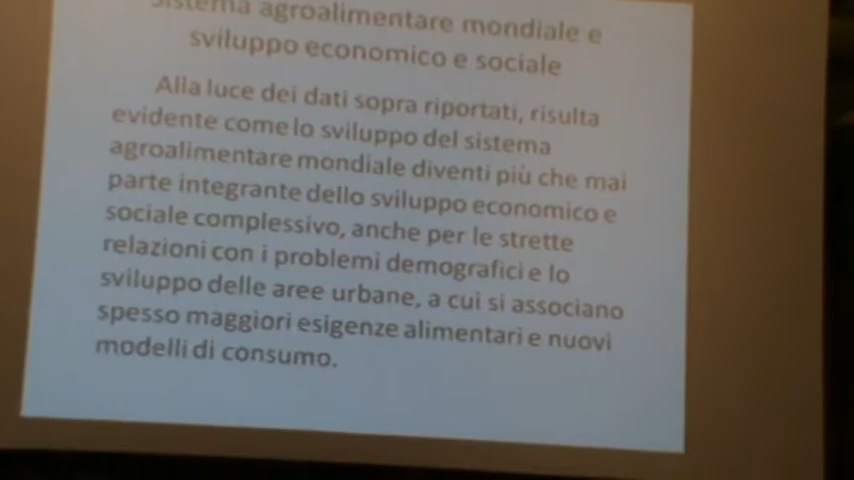 Sistema agroalimentare mondiale e
sviluppo economico e sociale
Alla luce dei dati sopra riportati, risulta
evidente come lo sviluppo del sistema
agroalimentare mondiale diventi più che mai
parte integrante dello sviluppo economico e
sociale complessivo, anche per le strette
relazioni con i problemi demografici e lo
sviluppo delle aree urbane, a cui si associano
spesso maggiori esigenze alimentari e nuovi
modelli di consumo.